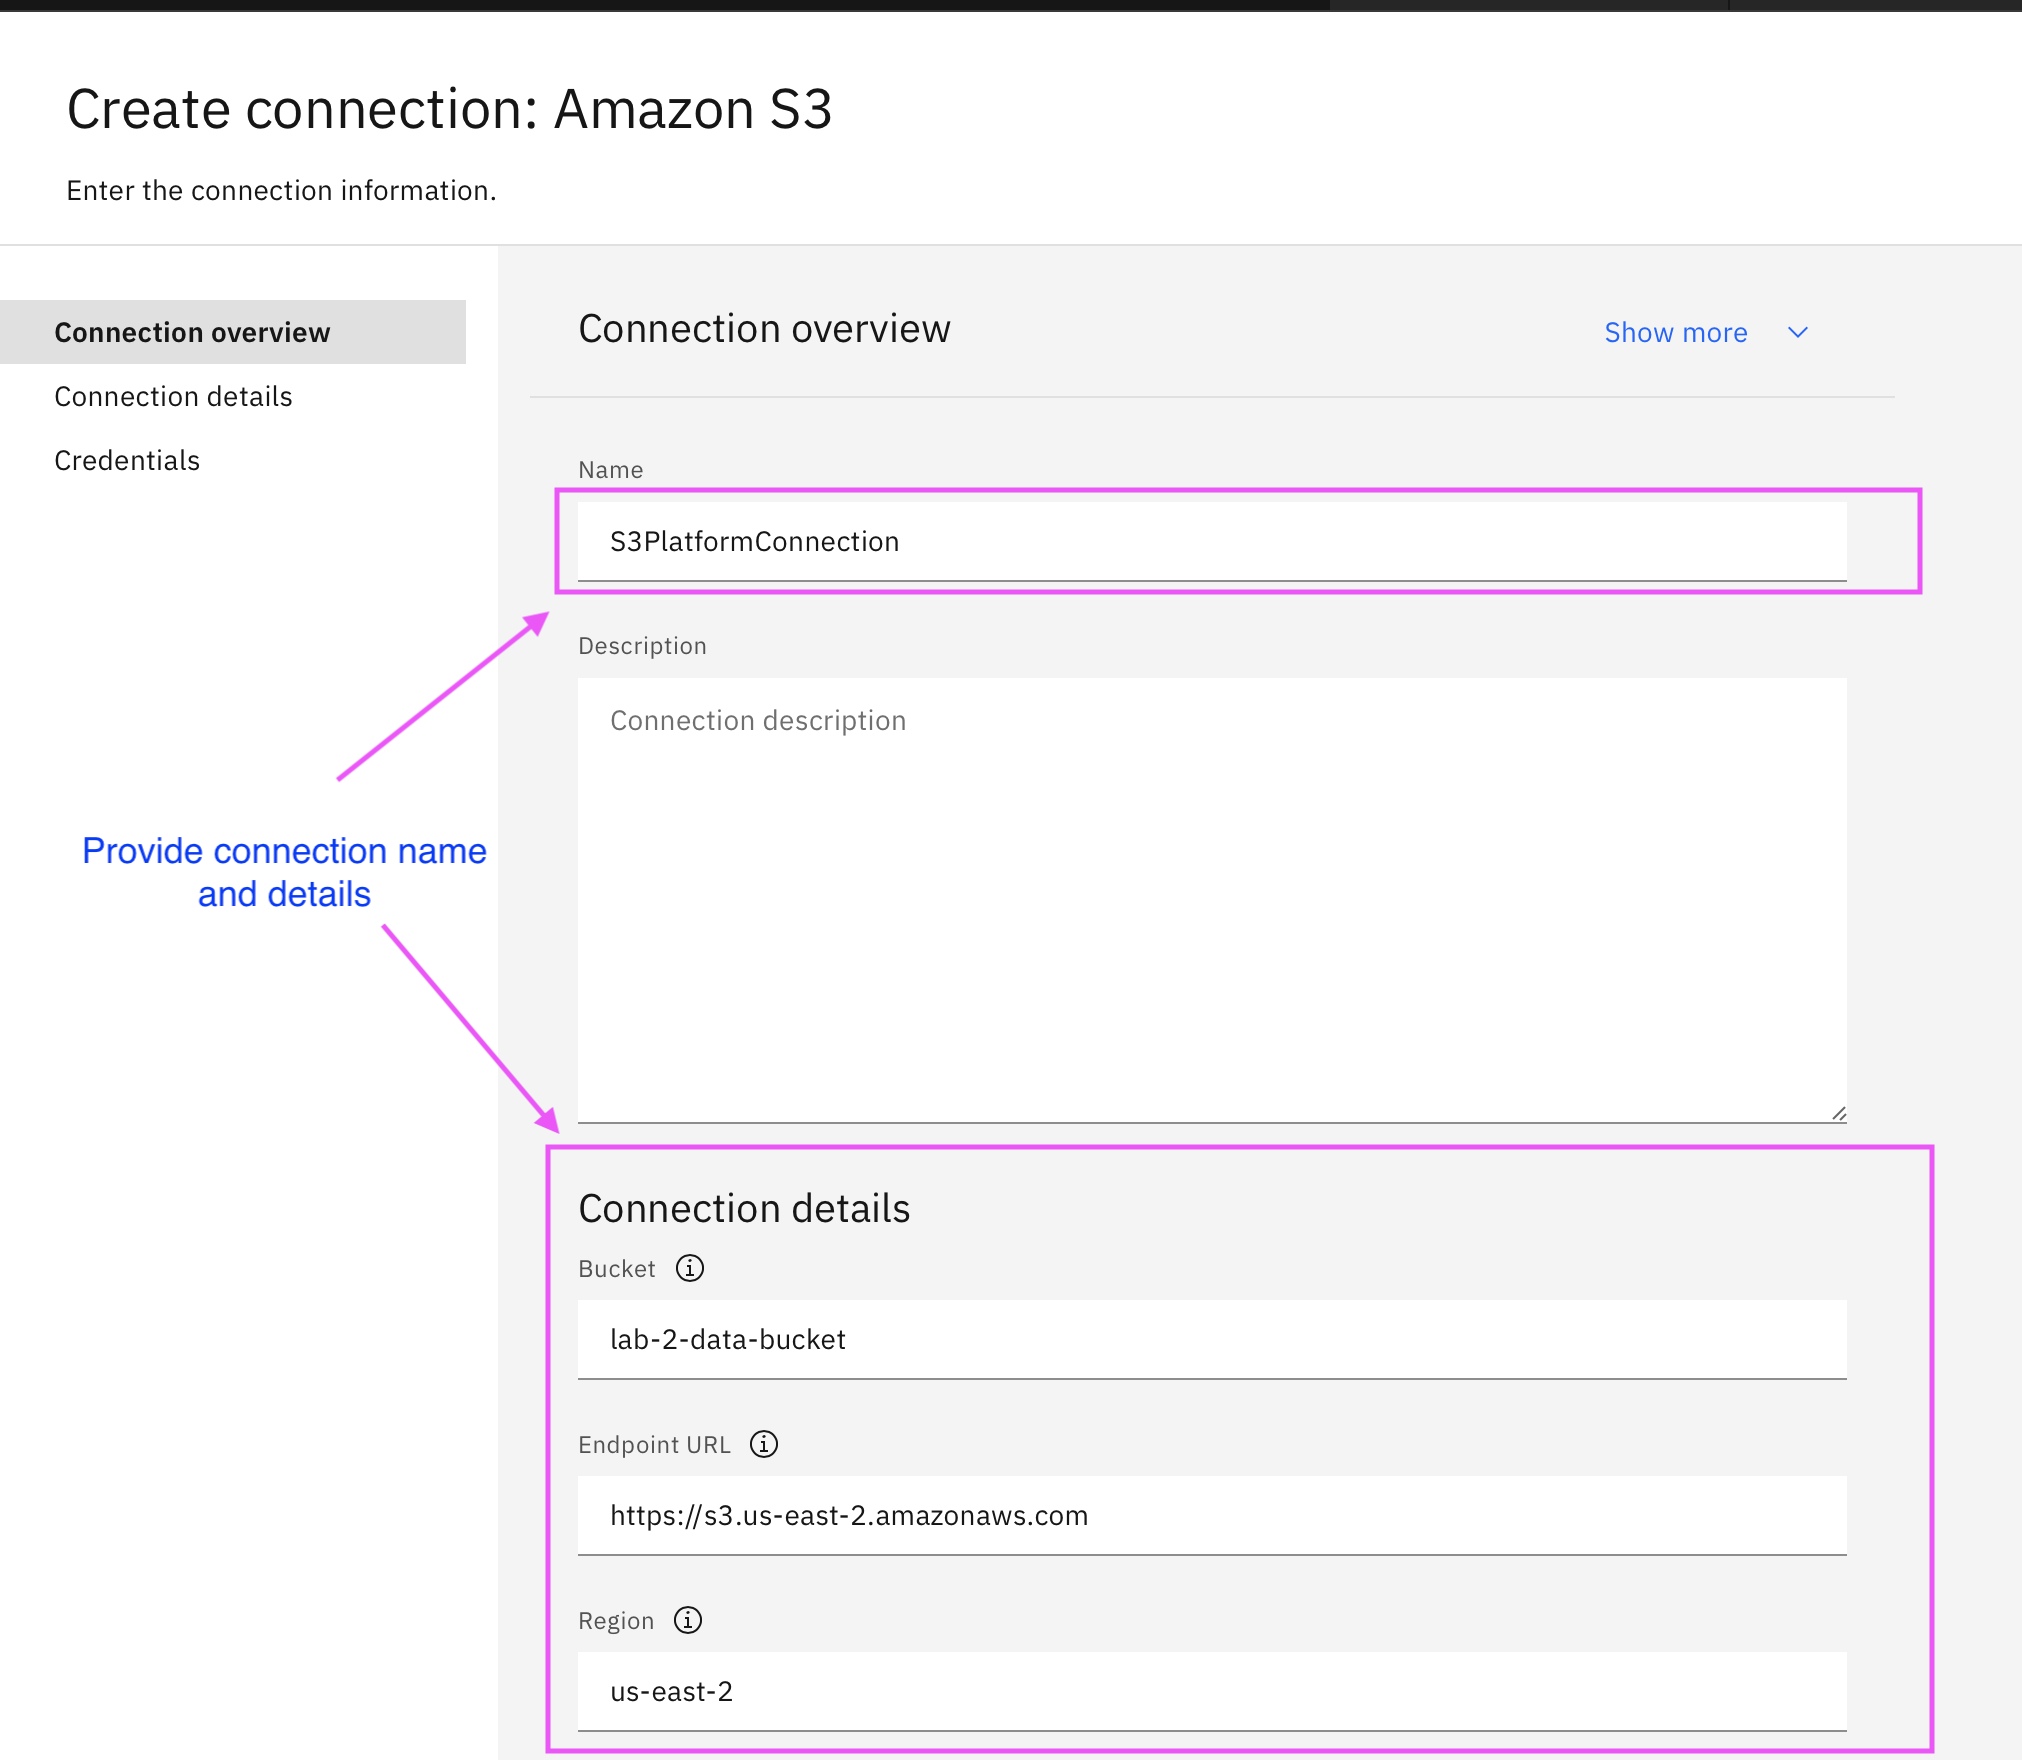 Create connection: Amazon S3
Enter the connection information.
Connection overview
Connection details
Credentials
Connection overview
Show more
Name
S3PlatformConnection
Description
Connection description
Provide connection name
and details
Connection details
Bucket
lab-2-data-bucket
Endpoint URL
https://s3.us-east-2.amazonaws.com
Region
us-east-2